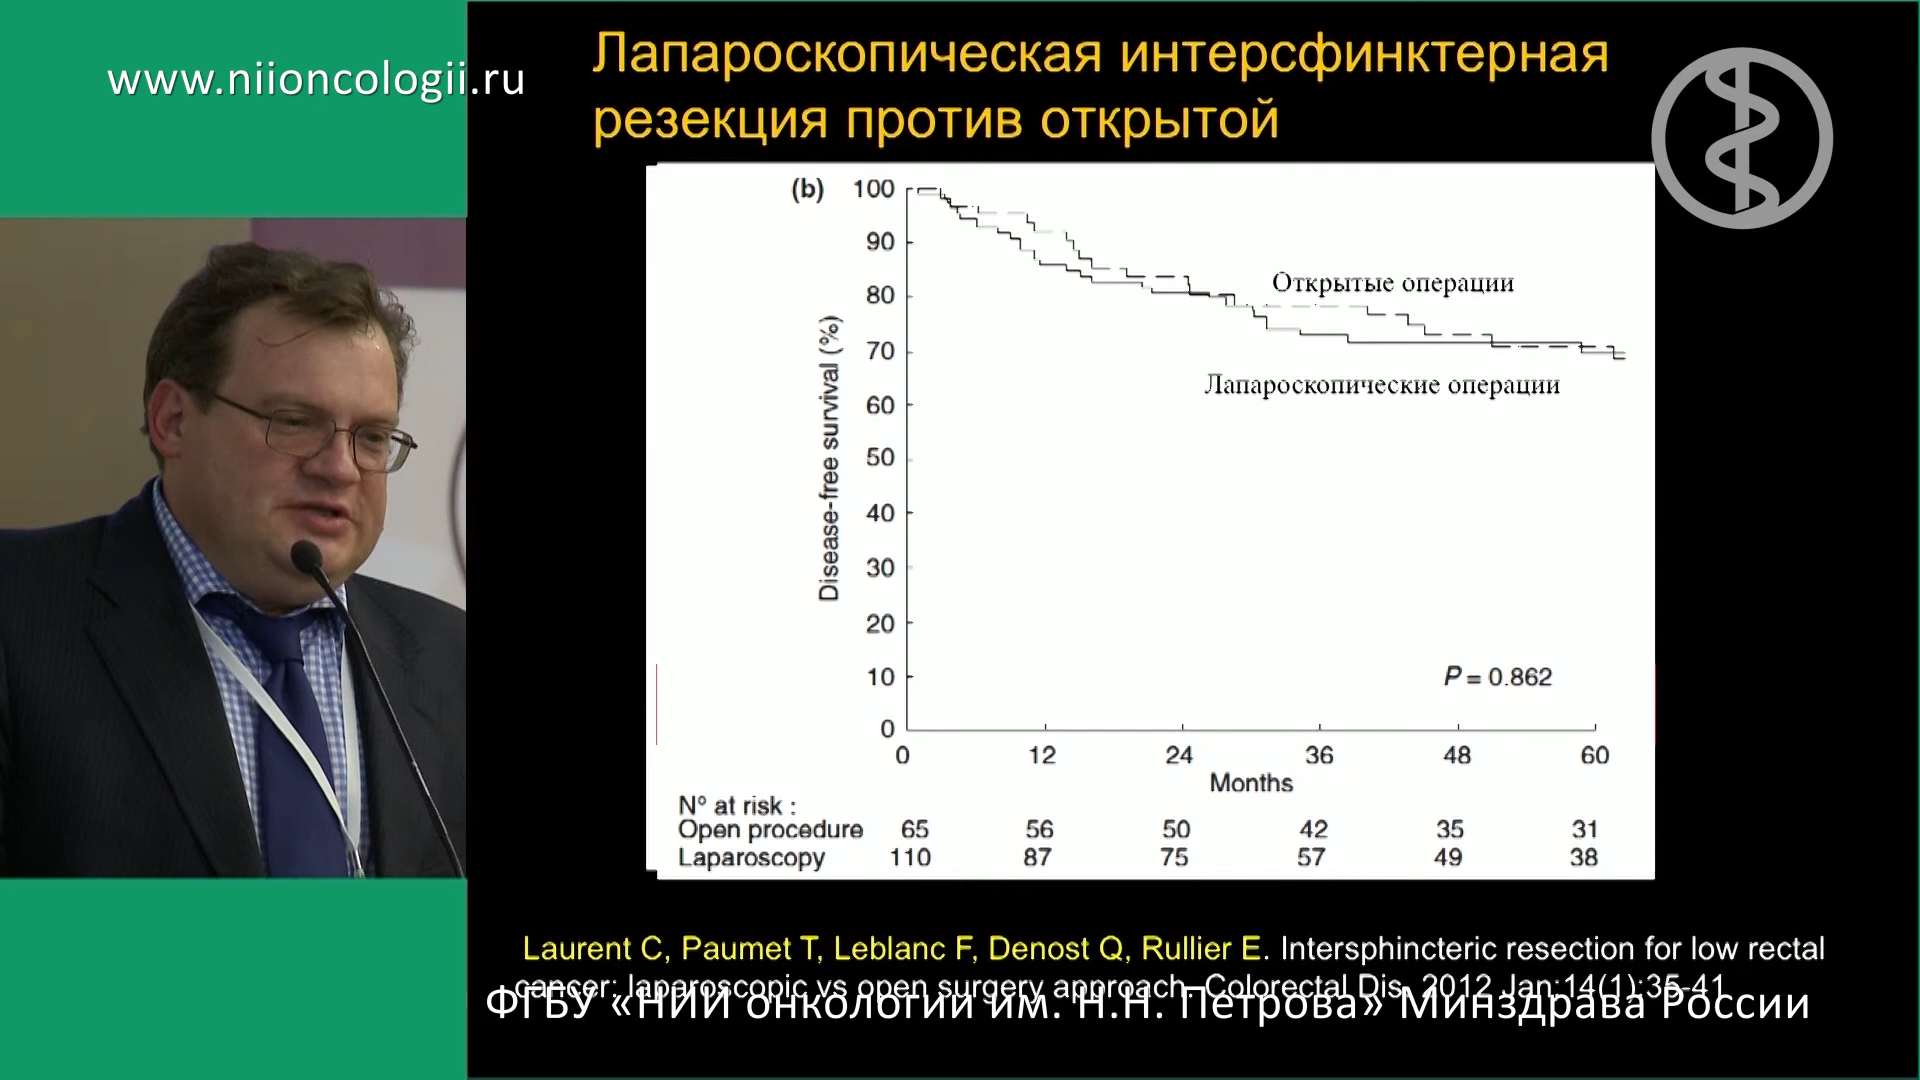 www.niioncologii.ru
Лапароскопическая интерсфинктерная
резекция против открытой
(b)
100
90
80
70
60
50
40
30
20
10
0
Disease-free survival (%)
Открытые операции
Лапароскопические операции
P = 0.862
0 12 24 36 48 60
Months
Nº at risk :
Open procedure 65 56 50 42 35 31
Laparoscopy 110 87 75 57 49 38
Laurent C, Paumet T, Leblanc F, Denost Q, Rullier E. Intersphincteric resection for low rectal
cancer: laparoscopic vs open surgery approach. Colorectal Dis. 2012 Jan;14(1):35-41
ФГБУ «НИИ онкологии им. Н.Н. Петрова» Минздрава России